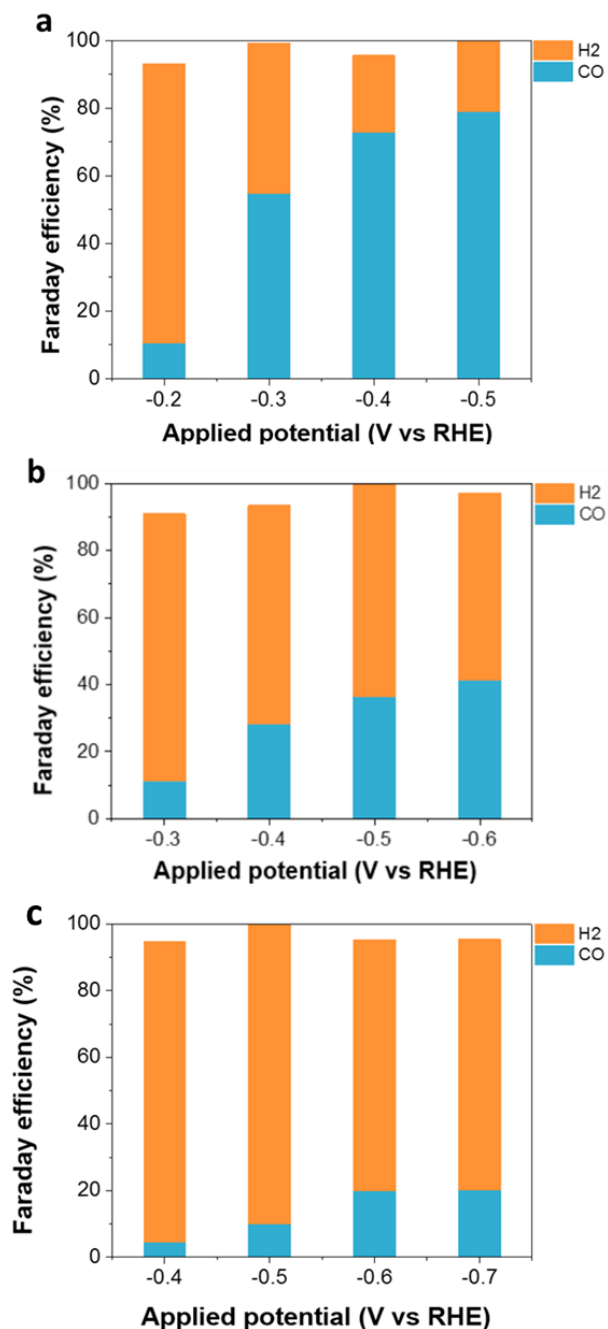 a
100
80
60
40
20
0
Faraday efficiency (%)
H2
CO
-0.2 -0.3 -0.4 -0.5
Applied potential (V vs RHE)
b
100
80
60
40
20
0
Faraday efficiency (%)
H2
CO
-0.3 -0.4 -0.5 -0.6
Applied potential (V vs RHE)
c
100
80
60
40
20
0
Faraday efficiency (%)
H2
CO
-0.4 -0.5 -0.6 -0.7
Applied potential (V vs RHE)